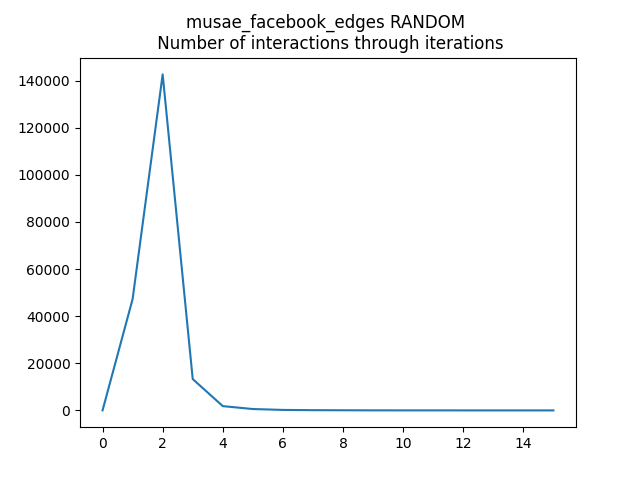 musae_facebook_edges RANDOM
Number of interactions through iterations
140000
120000
100000
80000
60000
40000
20000
0
0 2 4 6 8 10 12 14